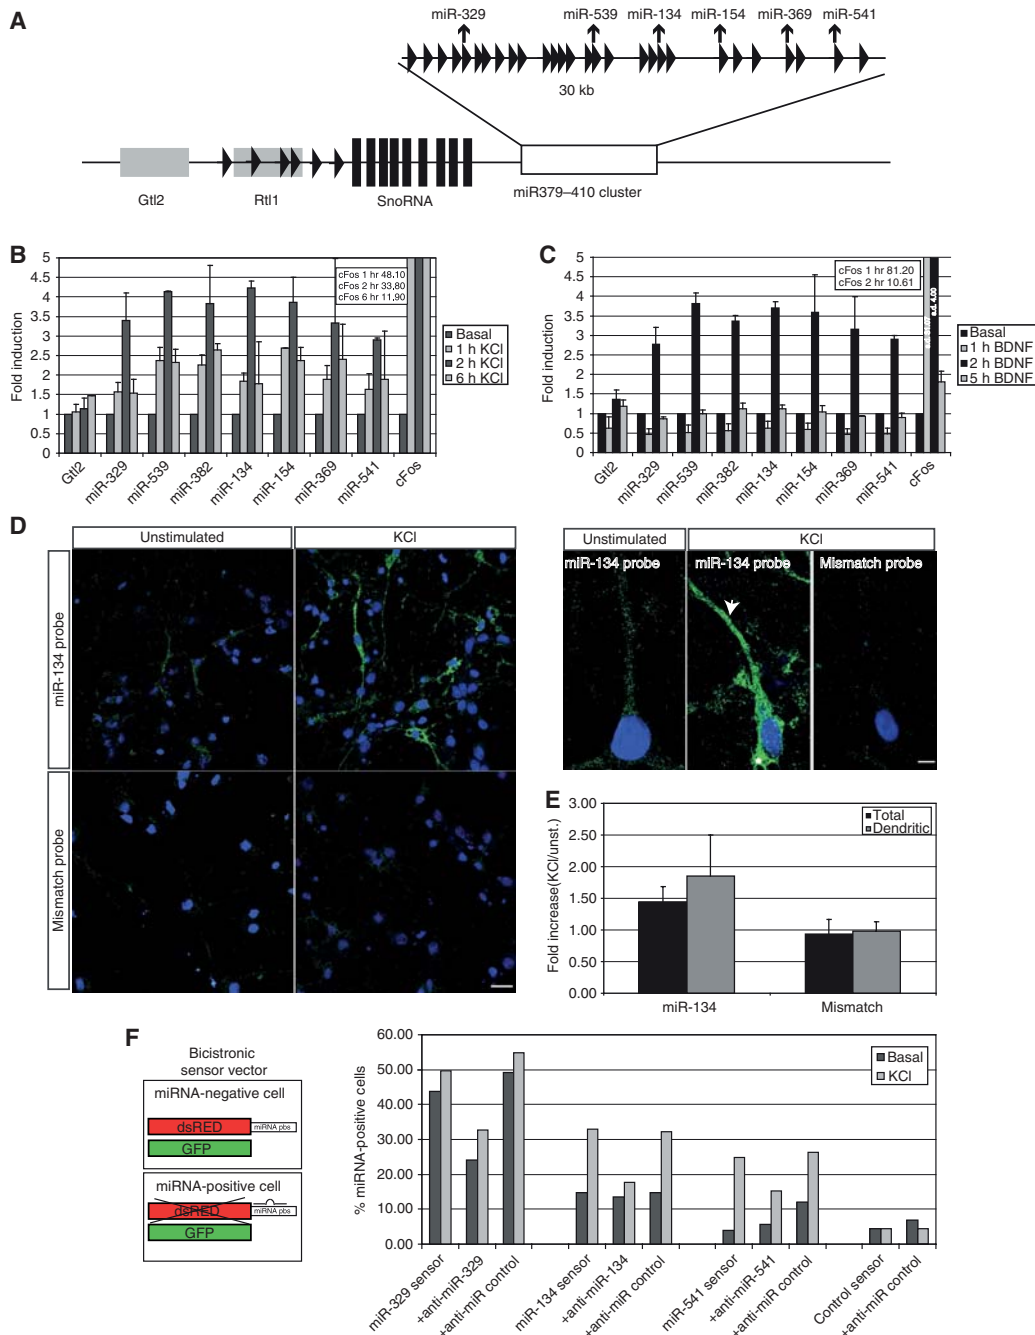 A
miR-329
miR-539
miR-134
miR-154
miR-369
miR-541
30 kb
Gtl2
Rtl1
SnoRNA
miR379–410 cluster
B
Fold induction
5
4.5
4
3.5
3
2.5
2
1.5
1
0.5
0
cFos 1 hr 48.10
cFos 2 hr 33,80
cFos 6 hr 11,90
Basal
1 h KCl
2 h KCl
6 h KCl
Gtl2
miR-329
miR-539
miR-382
miR-134
miR-154
miR-369
miR-541
cFos
C
Fold induction
5
4.5
4
3.5
3
2.5
2
1.5
1
0.5
0
cFos 1 hr 81.20
cFos 2 hr 10.61
Basal
1 h BDNF
2 h BDNF
5 h BDNF
Gtl2
miR-329
miR-539
miR-382
miR-134
miR-154
miR-369
miR-541
cFos
D
Unstimulated
KCl
miR-134 probe
Mismatch probe
Unstimulated
KCl
miR-134 probe
miR-134 probe
Mismatch probe
E
Fold increase(KCl/unst.)
3.00
2.50
2.00
1.50
1.00
0.50
0.00
Total
Dendritic
miR-134
Mismatch
F
Bicistronic
sensor vector
miRNA-negative cell
dsRED
miRNA pbs
GFP
miRNA-positive cell
dsRED
miRNA pbs
GFP
% miRNA-positive cells
60.00
50.00
40.00
30.00
20.00
10.00
0.00
Basal
KCl
miR-329 sensor
+anti-miR-329
+anti-miR control
miR-134 sensor
+anti-miR-134
+anti-miR control
miR-541 sensor
+anti-miR-541
+anti-miR control
Control sensor
+anti-miR control